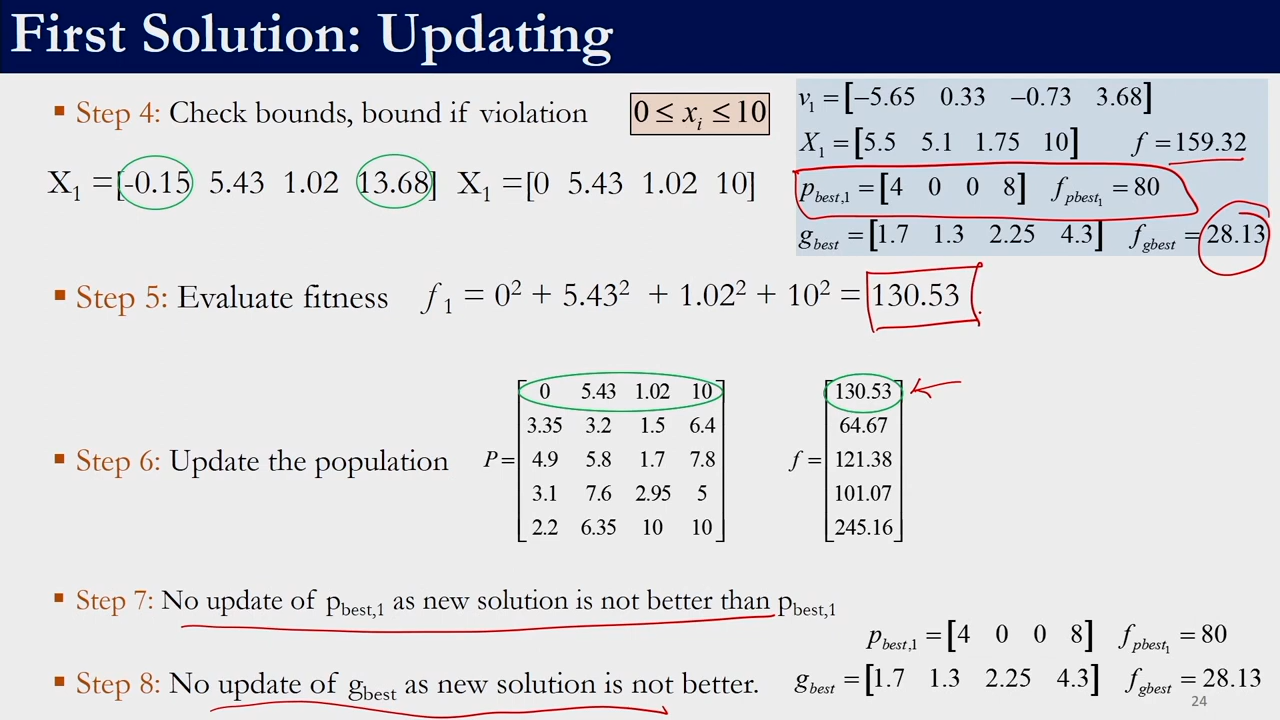 First Solution: Updating
▪ Step 4: Check bounds, bound if violation
0 ≤ xᵢ ≤ 10
X₁ = [-0.15 5.43 1.02 13.68] X₁ = [0 5.43 1.02 10]
v₁ = [−5.65 0.33 −0.73 3.68]
X₁ = [5.5 5.1 1.75 10] f = 159.32
p_best,1 = [4 0 0 8] f_pbest₁ = 80
g_best = [1.7 1.3 2.25 4.3] f_gbest = 28.13
▪ Step 5: Evaluate fitness f₁ = 0² + 5.43² + 1.02² + 10² = 130.53
▪ Step 6: Update the population
P =
0 5.43 1.02 10
3.35 3.2 1.5 6.4
4.9 5.8 1.7 7.8
3.1 7.6 2.95 5
2.2 6.35 10 10
f =
130.53
64.67
121.38
101.07
245.16
▪ Step 7: No update of p_best,1 as new solution is not better than p_best,1
▪ Step 8: No update of g_best as new solution is not better.
p_best,1 = [4 0 0 8] f_pbest₁ = 80
g_best = [1.7 1.3 2.25 4.3] f_gbest = 28.13
24